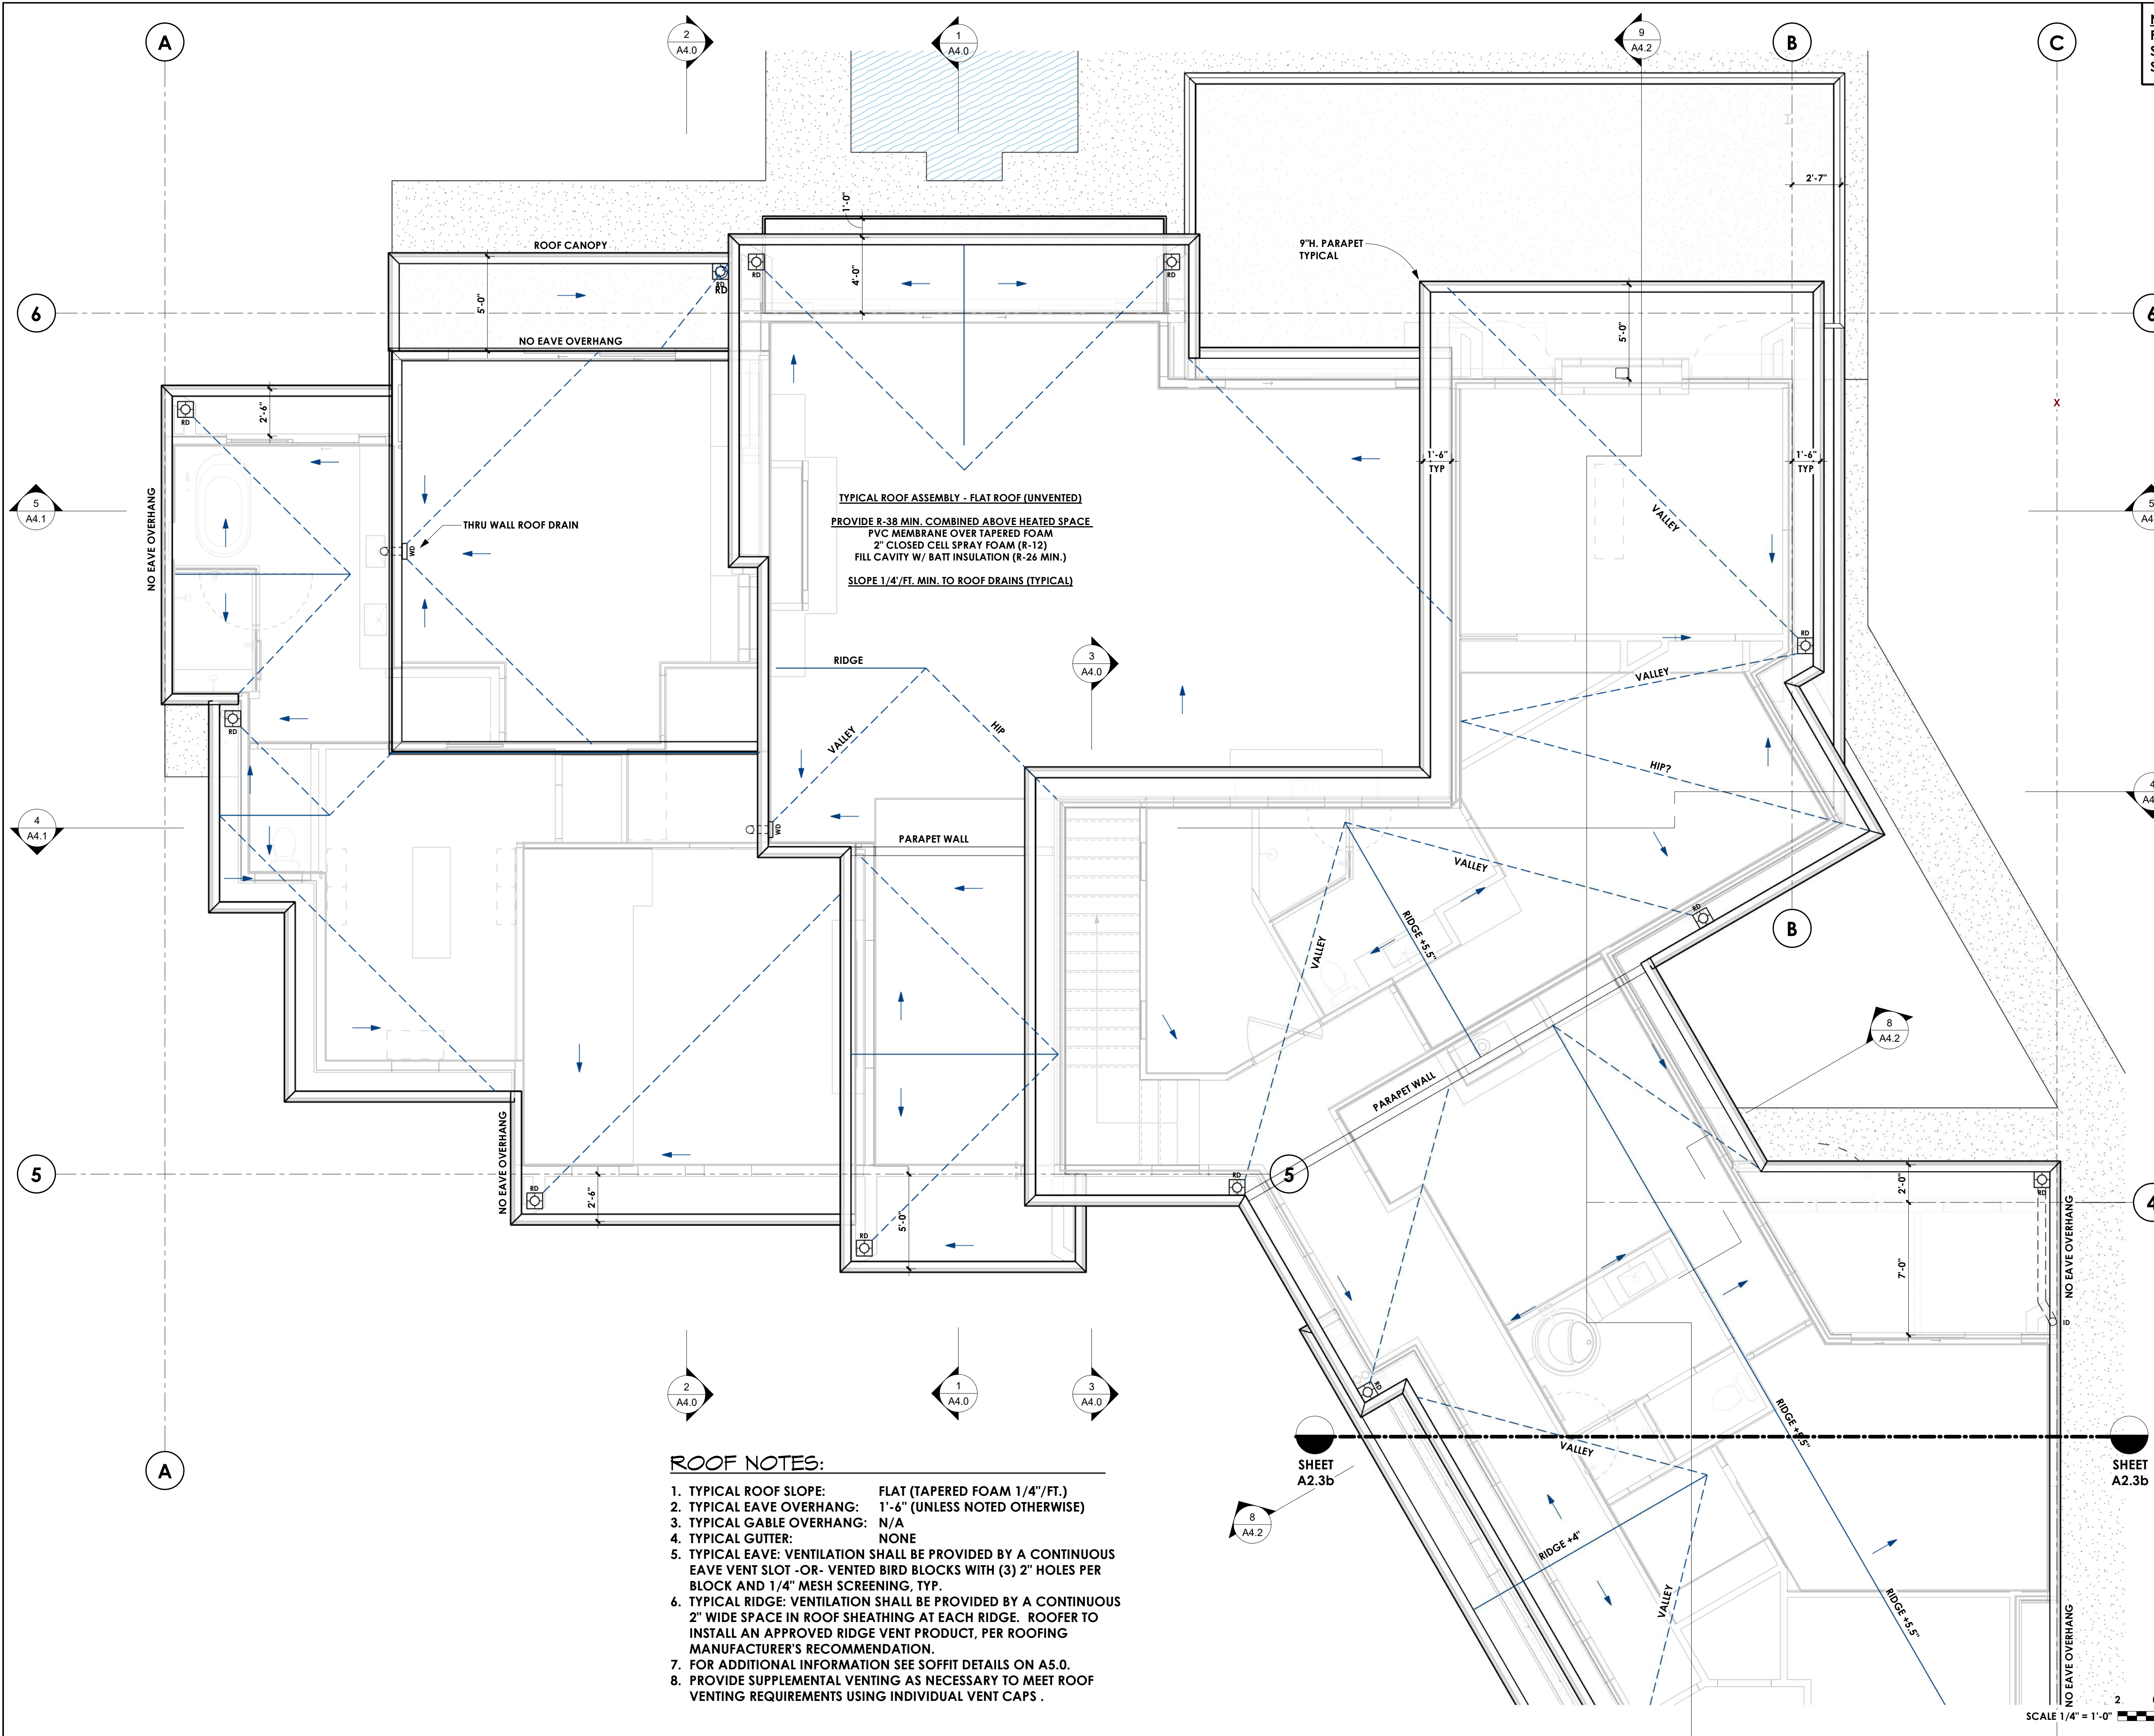 A
2
A4.0
1
A4.0
9
A4.2
B
C
2'-7"
1'-0"
ROOF CANOPY
9"H. PARAPET
TYPICAL
RD
RD
RD
RD
5'-0"
4'-0"
5'-0"
6
NO EAVE OVERHANG
2'-6"
RD
X
1'-6"
TYP
1'-6"
TYP
5
A4.1
NO EAVE OVERHANG
THRU WALL ROOF DRAIN
WD
TYPICAL ROOF ASSEMBLY - FLAT ROOF (UNVENTED)
PROVIDE R-38 MIN. COMBINED ABOVE HEATED SPACE
PVC MEMBRANE OVER TAPERED FOAM
2" CLOSED CELL SPRAY FOAM (R-12)
FILL CAVITY W/ BATT INSULATION (R-26 MIN.)
SLOPE 1/4'/FT. MIN. TO ROOF DRAINS (TYPICAL)
VALLEY
RD
RIDGE
3
A4.0
VALLEY
HIP
VALLEY
RD
HIP?
4
A4.1
WD
PARAPET WALL
VALLEY
RIDGE +5.5"
VALLEY
RD
B
8
A4.2
PARAPET WALL
NO EAVE OVERHANG
5
RD
2'-6"
5'-0"
RD
RD
5
2'-0"
RD
7'-0"
NO EAVE OVERHANG
ID
2
A4.0
1
A4.0
3
A4.0
RD
RIDGE +5.5"
VALLEY
A
SHEET
A2.3b
SHEET
A2.3b
8
A4.2
RIDGE +4"
VALLEY
RIDGE +5.5"
NO EAVE OVERHANG
ROOF NOTES:
1. TYPICAL ROOF SLOPE: FLAT (TAPERED FOAM 1/4"/FT.)
2. TYPICAL EAVE OVERHANG: 1'-6" (UNLESS NOTED OTHERWISE)
3. TYPICAL GABLE OVERHANG: N/A
4. TYPICAL GUTTER: NONE
5. TYPICAL EAVE: VENTILATION SHALL BE PROVIDED BY A CONTINUOUS
EAVE VENT SLOT -OR- VENTED BIRD BLOCKS WITH (3) 2" HOLES PER
BLOCK AND 1/4" MESH SCREENING, TYP.
6. TYPICAL RIDGE: VENTILATION SHALL BE PROVIDED BY A CONTINUOUS
2" WIDE SPACE IN ROOF SHEATHING AT EACH RIDGE. ROOFER TO
INSTALL AN APPROVED RIDGE VENT PRODUCT, PER ROOFING
MANUFACTURER'S RECOMMENDATION.
7. FOR ADDITIONAL INFORMATION SEE SOFFIT DETAILS ON A5.0.
8. PROVIDE SUPPLEMENTAL VENTING AS NECESSARY TO MEET ROOF
VENTING REQUIREMENTS USING INDIVIDUAL VENT CAPS .
2
SCALE 1/4" = 1'-0"